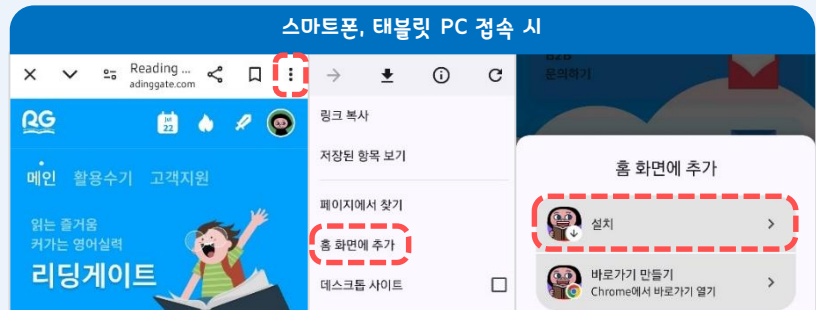 스마트폰, 태블릿 PC 접속 시
Reading ...
adinggate.com
RG
22
메인 활용수기 고객지원
읽는 즐거움
커가는 영어실력
리딩게이트
링크 복사
저장된 항목 보기
페이지에서 찾기
홈 화면에 추가
데스크톱 사이트
B2B
문의하기
홈 화면에 추가
설치
바로가기 만들기
Chrome에서 바로가기 열기